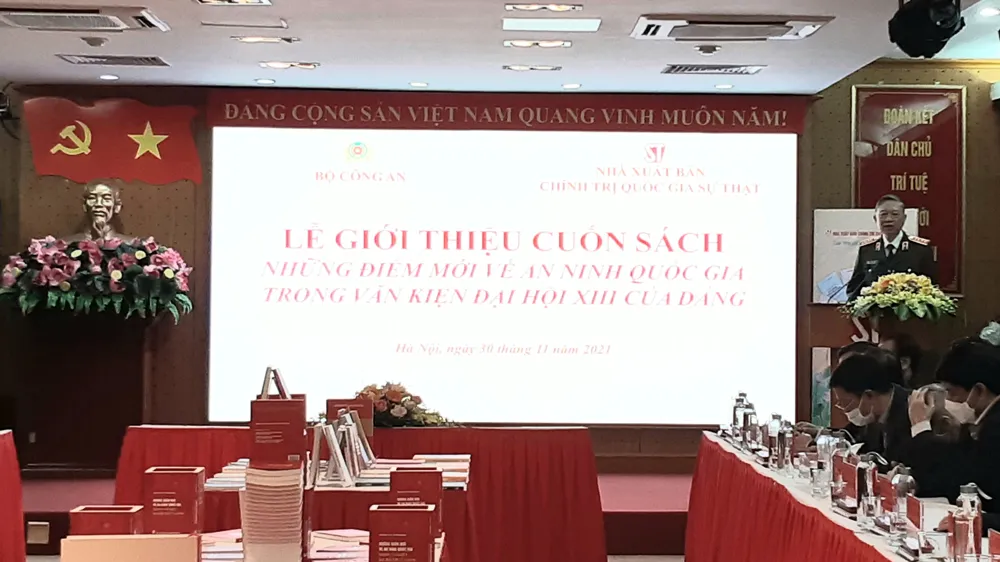 ĐẢNG CỘNG SẢN VIỆT NAM QUANG VINH MUÔN NĂM!
BỘ CÔNG AN
NHÀ XUẤT BẢN
CHÍNH TRỊ QUỐC GIA SỰ THẬT
LỄ GIỚI THIỆU CUỐN SÁCH
NHỮNG ĐIỂM MỚI VỀ AN NINH QUỐC GIA
TRONG VĂN KIỆN ĐẠI HỘI XIII CỦA ĐẢNG
Hà Nội, ngày 30 tháng 11 năm 2021
ĐOÀN KẾT
DÂN CHỦ
TRÍ TUỆ